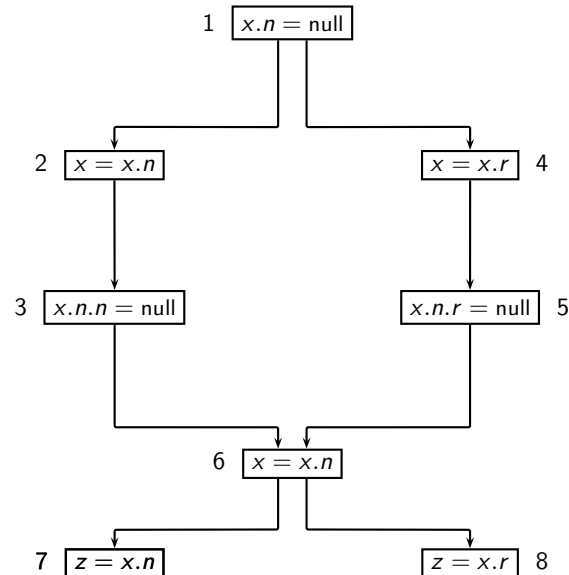 1 x.n = null
2 x = x.n
x = x.r 4
3 x.n.n = null
x.n.r = null 5
6 x = x.n
7 z = x.n
z = x.r 8